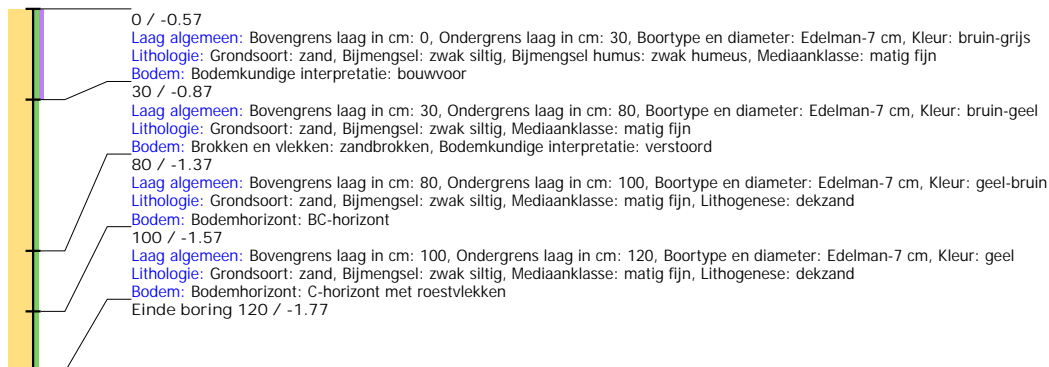 0 / -0.57
Laag algemeen: Bovengrens laag in cm: 0, Ondergrens laag in cm: 30, Boortype en diameter: Edelman-7 cm, Kleur: bruin-grijs
Lithologie: Grondsoort: zand, Bijmengsel: zwak siltig, Bijmengsel humus: zwak humeus, Mediaanklasse: matig fijn
Bodem: Bodemkundige interpretatie: bouwvoor
30 / -0.87
Laag algemeen: Bovengrens laag in cm: 30, Ondergrens laag in cm: 80, Boortype en diameter: Edelman-7 cm, Kleur: bruin-geel
Lithologie: Grondsoort: zand, Bijmengsel: zwak siltig, Mediaanklasse: matig fijn
Bodem: Brokken en vlekken: zandbrokken, Bodemkundige interpretatie: verstoord
80 / -1.37
Laag algemeen: Bovengrens laag in cm: 80, Ondergrens laag in cm: 100, Boortype en diameter: Edelman-7 cm, Kleur: geel-bruin
Lithologie: Grondsoort: zand, Bijmengsel: zwak siltig, Mediaanklasse: matig fijn, Lithogenese: dekzand
Bodem: Bodemhorizont: BC-horizont
100 / -1.57
Laag algemeen: Bovengrens laag in cm: 100, Ondergrens laag in cm: 120, Boortype en diameter: Edelman-7 cm, Kleur: geel
Lithologie: Grondsoort: zand, Bijmengsel: zwak siltig, Mediaanklasse: matig fijn, Lithogenese: dekzand
Bodem: Bodemhorizont: C-horizont met roestvlekken
Einde boring 120 / -1.77